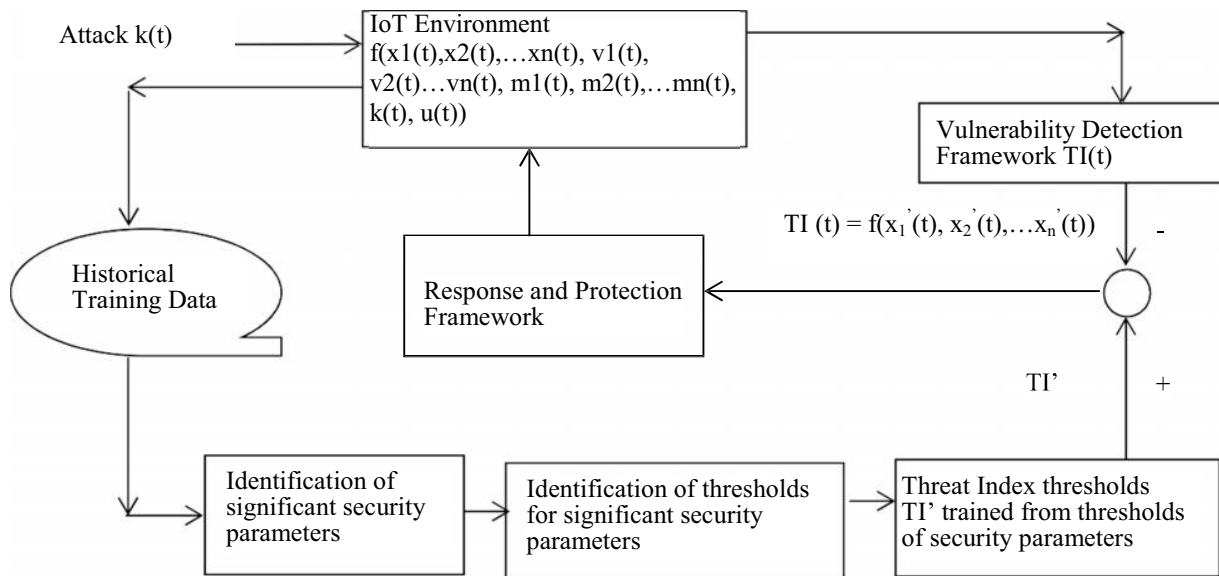 Attack k(t)
IoT Environment
f(x1(t),x2(t),…xn(t), v1(t),
v2(t)…vn(t), m1(t), m2(t),…mn(t),
k(t), u(t))
Vulnerability Detection
Framework TI(t)
TI (t) = f(x₁’(t), x₂’(t),…xₙ’(t))
-
Historical
Training Data
Response and Protection
Framework
TI’
+
Identification of
significant security
parameters
Identification of thresholds
for significant security
parameters
Threat Index thresholds
TI’ trained from thresholds
of security parameters